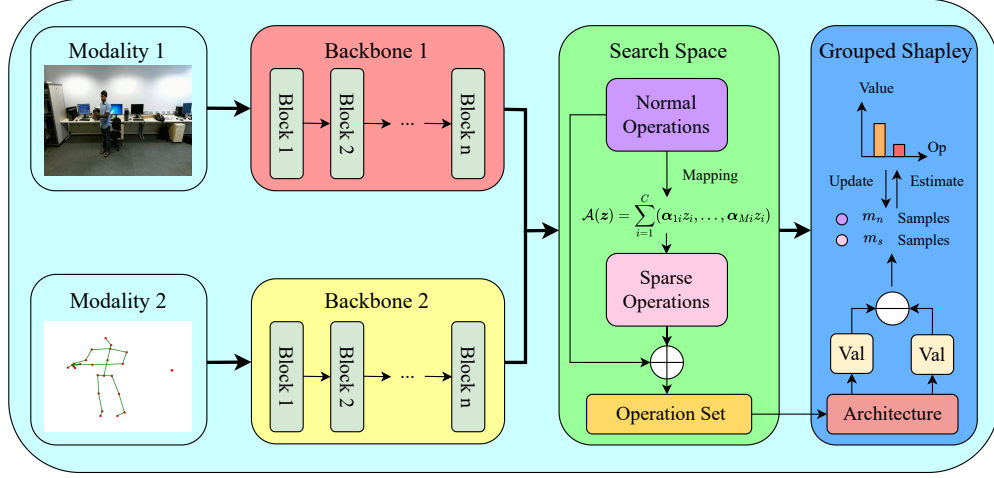 Modality 1
Backbone 1
Block 1
Block 2
...
Block n
Modality 2
Backbone 2
Block 1
Block 2
...
Block n
Search Space
Normal
Operations
Mapping
𝒜(𝒛) = ∑_{i=1}^{C} (𝜶_{1i}z_i, . . . , 𝜶_{Mi}z_i)
Sparse
Operations
Operation Set
Grouped Shapley
Value
Op
Update Estimate
m_n Samples
m_s Samples
Val Val
Architecture